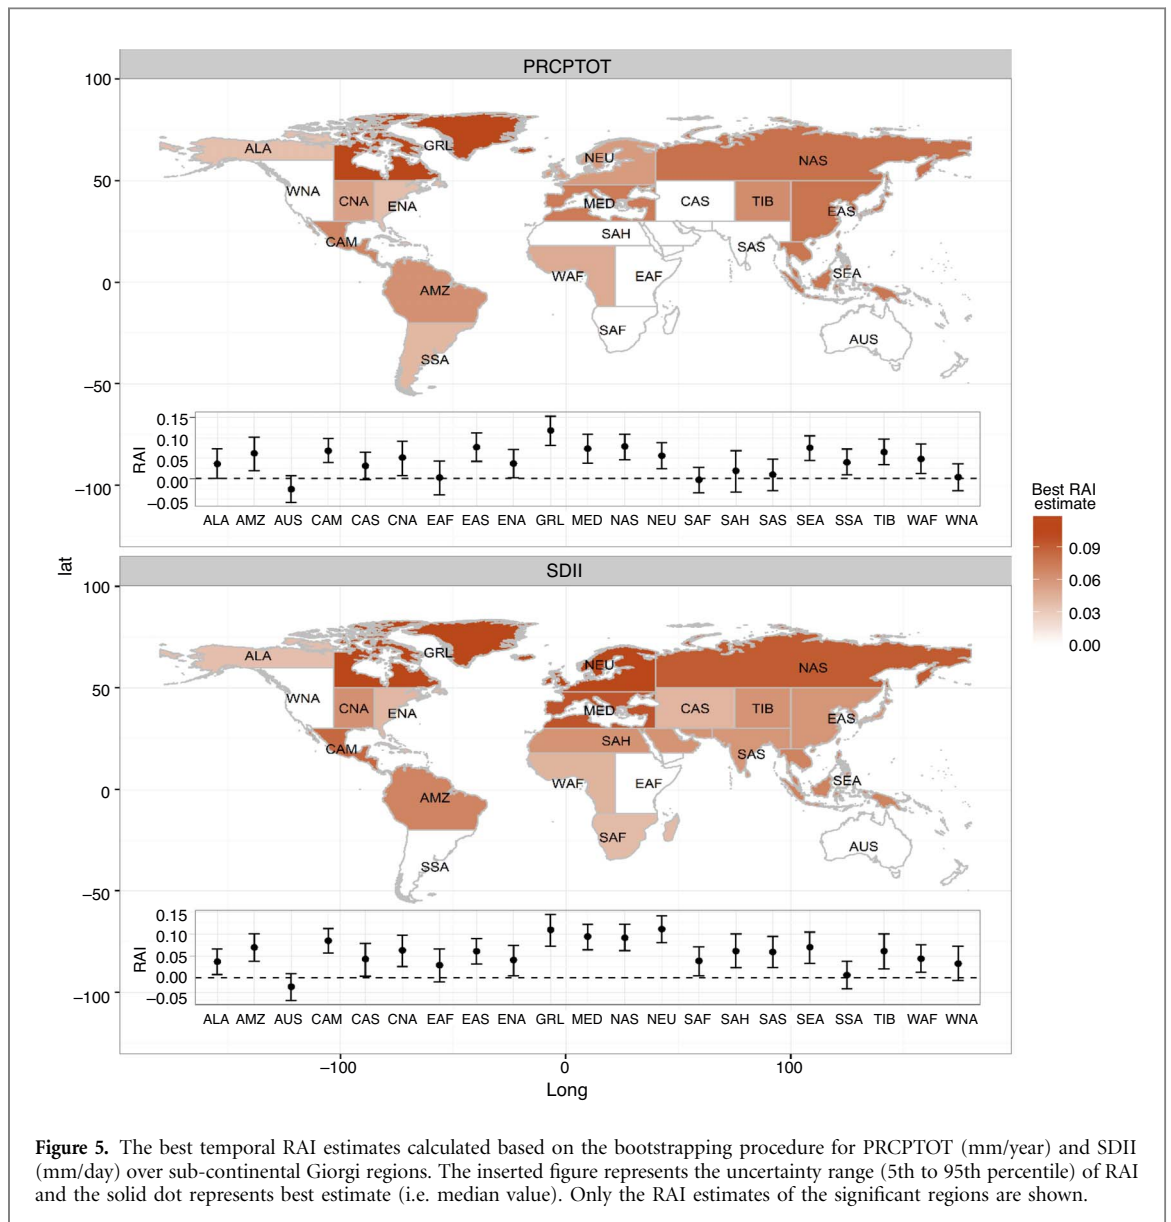 PRCPTOT
100
ALA
GRL
NEU
NAS
50
WNA
CNA
ENA
MED
CAS
TIB
EAS
CAM
SAH
SAS
0
AMZ
WAF
EAF
SEA
SAF
SSA
AUS
−50
0.15
0.10
0.05
0.00
−0.05
RAI
−100
ALA AMZ AUS CAM CAS CNA EAF EAS ENA GRL MED NAS NEU SAF SAH SAS SEA SSA TIB WAF WNA
Best RAI
estimate
0.09
0.06
0.03
0.00
lat
SDII
100
ALA
GRL
NEU
NAS
50
WNA
CNA
ENA
MED
CAS
TIB
EAS
CAM
SAH
SAS
0
AMZ
WAF
EAF
SEA
SAF
SSA
AUS
−50
0.15
0.10
0.05
0.00
−0.05
RAI
−100
ALA AMZ AUS CAM CAS CNA EAF EAS ENA GRL MED NAS NEU SAF SAH SAS SEA SSA TIB WAF WNA
−100 0 100
Long
Figure 5. The best temporal RAI estimates calculated based on the bootstrapping procedure for PRCPTOT (mm/year) and SDII
(mm/day) over sub-continental Giorgi regions. The inserted figure represents the uncertainty range (5th to 95th percentile) of RAI
and the solid dot represents best estimate (i.e. median value). Only the RAI estimates of the significant regions are shown.